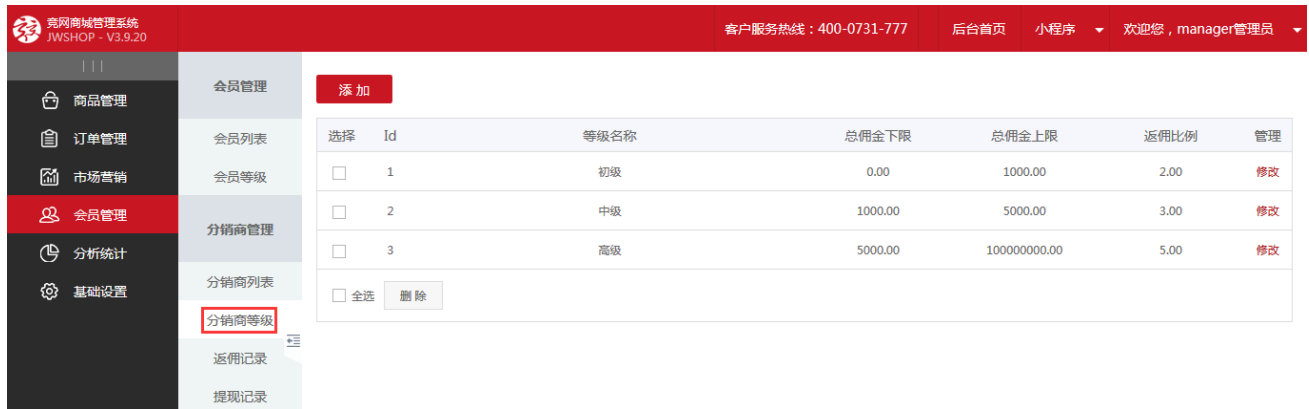 竞网商城管理系统
JWSHOP - V3.9.20
客户服务热线：400-0731-777
后台首页
小程序
欢迎您，manager管理员
商品管理
订单管理
市场营销
会员管理
分析统计
基础设置
会员管理
会员列表
会员等级
分销商管理
分销商列表
分销商等级
返佣记录
提现记录
添 加
选择 Id 等级名称 总佣金下限 总佣金上限 返佣比例 管理
1 初级 0.00 1000.00 2.00 修改
2 中级 1000.00 5000.00 3.00 修改
3 高级 5000.00 100000000.00 5.00 修改
全选 删 除